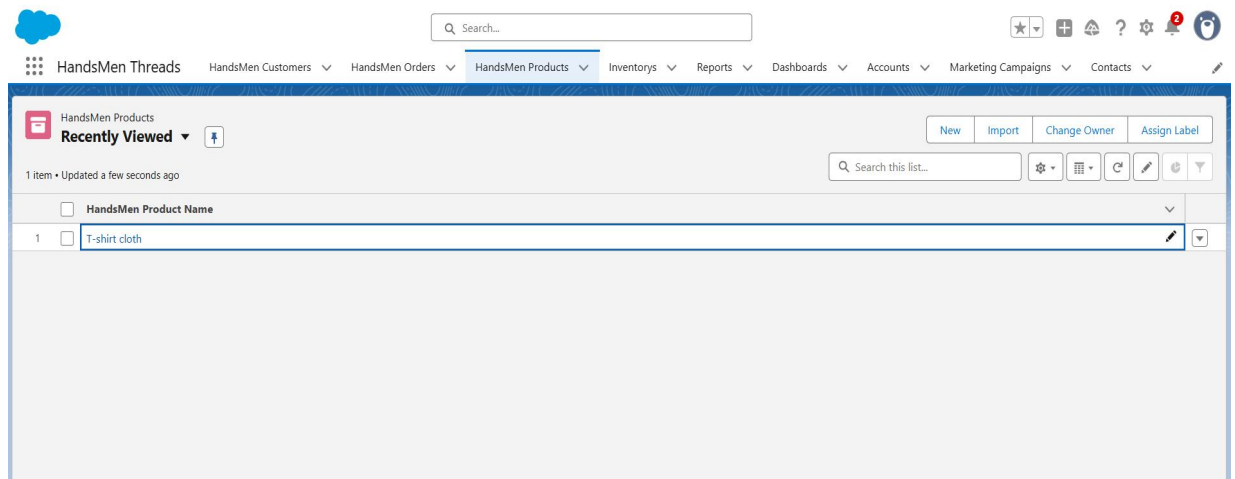 Search...
2
HandsMen Threads HandsMen Customers HandsMen Orders HandsMen Products Inventorys Reports Dashboards Accounts Marketing Campaigns Contacts
HandsMen Products
Recently Viewed
New Import Change Owner Assign Label
1 item • Updated a few seconds ago
Search this list...
HandsMen Product Name
1 T-shirt cloth